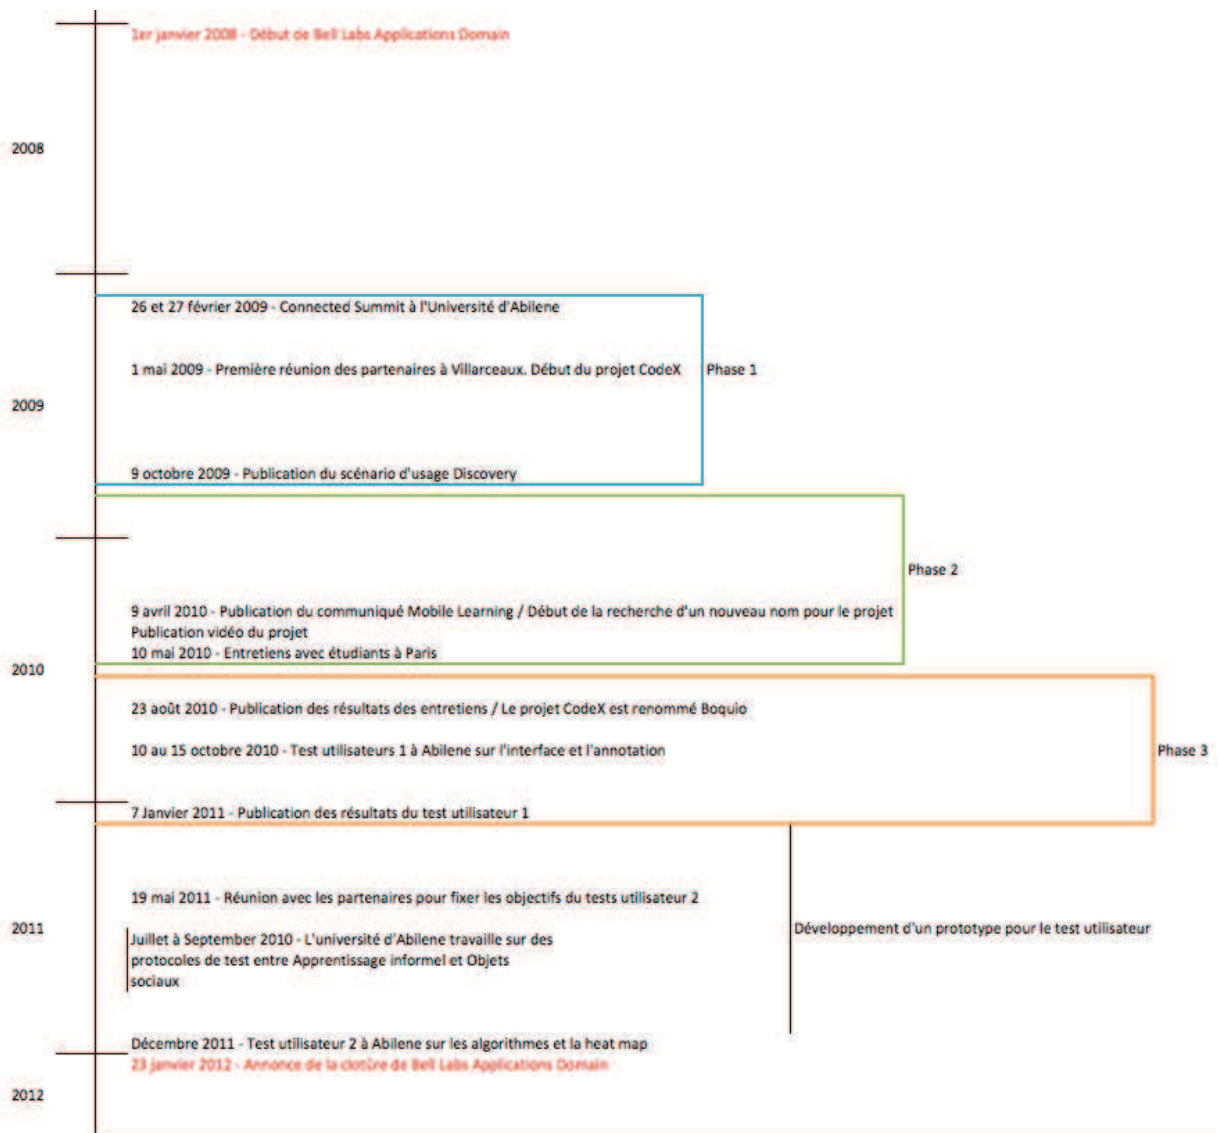 1er janvier 2008 - Début de Bell Labs Applications Domain
2008
26 et 27 février 2009 - Connected Summit à l'Université d'Abilene
1 mai 2009 - Première réunion des partenaires à Villarceaux. Début du projet CodeX
Phase 1
2009
9 octobre 2009 - Publication du scénario d'usage Discovery
Phase 2
9 avril 2010 - Publication du communiqué Mobile Learning / Début de la recherche d'un nouveau nom pour le projet
Publication vidéo du projet
10 mai 2010 - Entretiens avec étudiants à Paris
2010
23 août 2010 - Publication des résultats des entretiens / Le projet CodeX est renommé Boquio
10 au 15 octobre 2010 - Test utilisateurs 1 à Abilene sur l'interface et l'annotation
Phase 3
7 Janvier 2011 - Publication des résultats du test utilisateur 1
19 mai 2011 - Réunion avec les partenaires pour fixer les objectifs du tests utilisateur 2
2011
Développement d'un prototype pour le test utilisateur
Juillet à September 2010 - L'université d'Abilene travaille sur des
protocoles de test entre Apprentissage informel et Objets
sociaux
Décembre 2011 - Test utilisateur 2 à Abilene sur les algorithmes et la heat map
23 janvier 2012 - Annonce de la clotûre de Bell Labs Applications Domain
2012